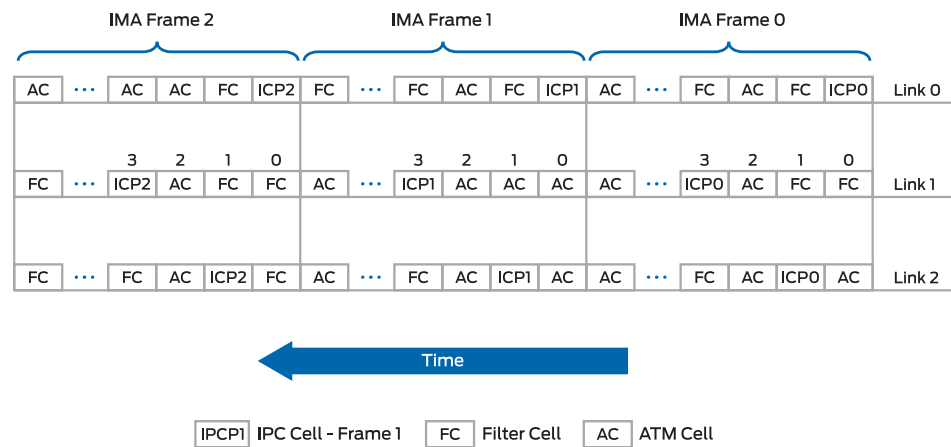 IMA Frame 2 IMA Frame 1 IMA Frame 0
AC ... AC AC FC ICP2 FC ... FC AC FC ICP1 AC ... FC AC FC ICP0 Link 0
3 2 1 0 3 2 1 0 3 2 1 0
FC ... ICP2 AC FC FC AC ... ICP1 AC AC AC AC ... ICP0 AC FC FC Link 1
FC ... FC AC ICP2 FC AC ... FC AC ICP1 AC AC ... FC AC ICP0 AC Link 2
Time
IPCP1 IPC Cell - Frame 1 FC Filter Cell AC ATM Cell